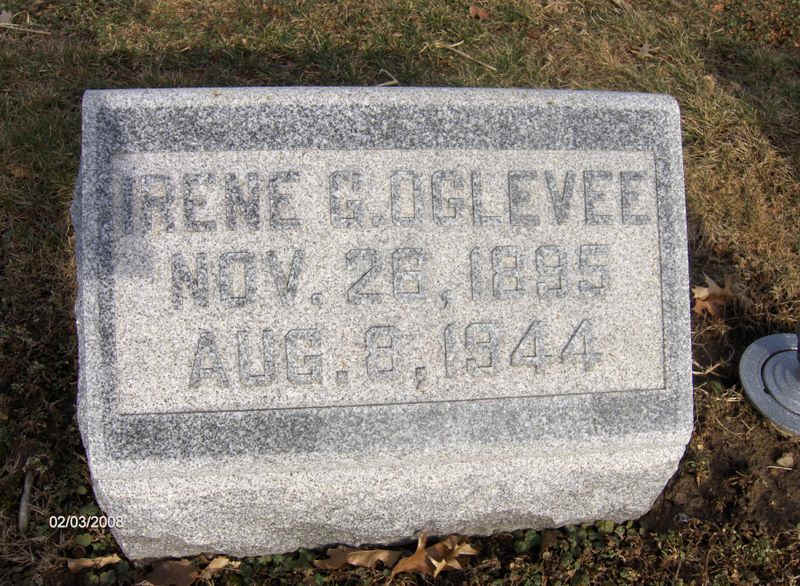 IRENE G. OGLEVEE
NOV. 26, 1895
AUG. 8, 1944
02/03/2008